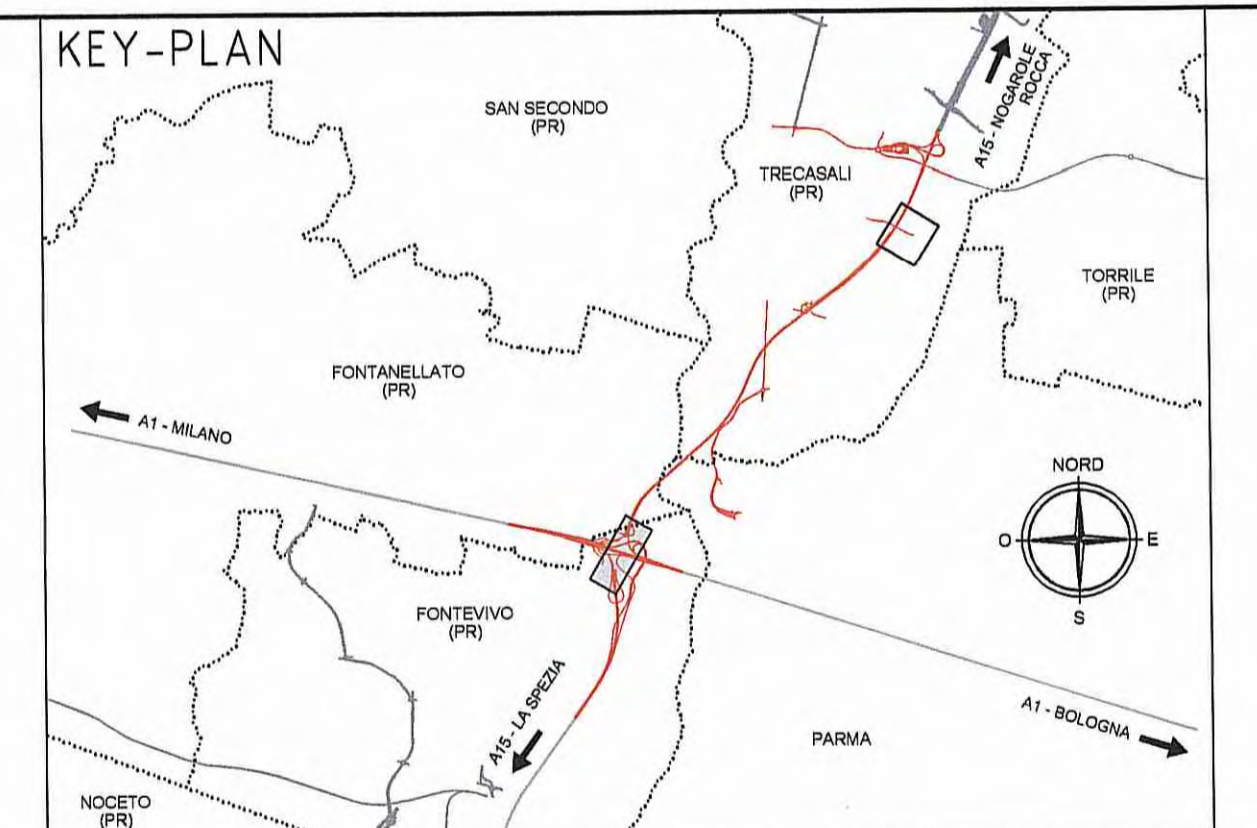 KEY-PLAN
SAN SECONDO
(PR)
A15 - NOGAROLE
ROCCA
TRECASALI
(PR)
TORRILE
(PR)
FONTANELLATO
(PR)
A1 - MILANO
NORD
O
E
S
FONTEVIVO
(PR)
A15 - LA SPEZIA
A1 - BOLOGNA
PARMA
NOCETO
(PR)